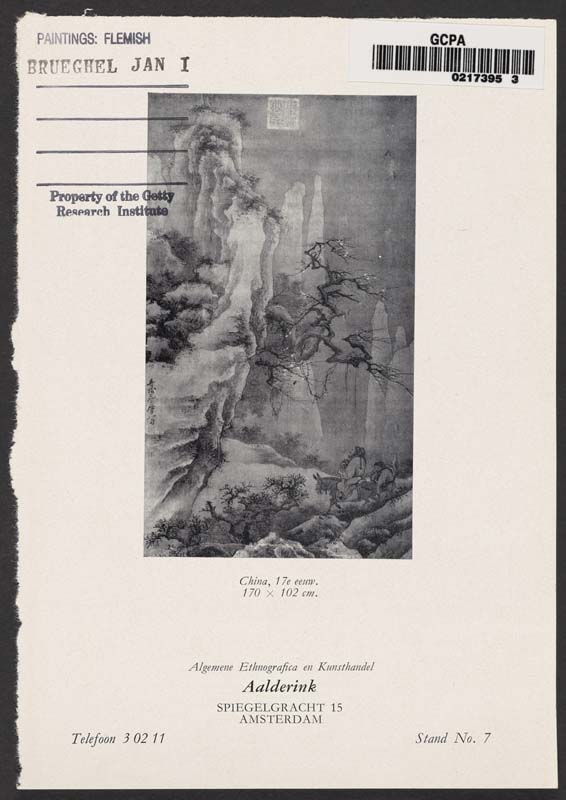 PAINTINGS: FLEMISH
BRUEGHEL JAN I
GCPA
0217395 3
Property of the Getty
Research Institute
China, 17e eeuw.
170 × 102 cm.
Algemene Ethnografica en Kunsthandel
Aalderink
SPIEGELGRACHT 15
AMSTERDAM
Telefoon 3 02 11
Stand No. 7